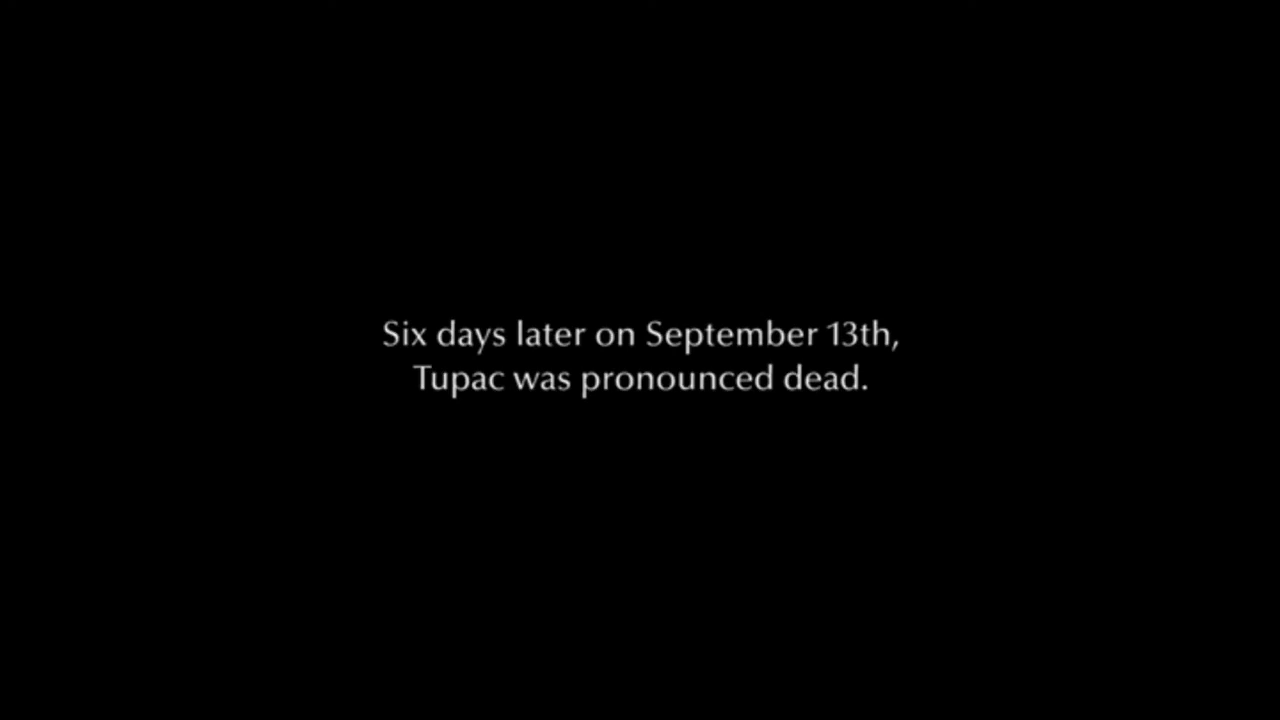 Six days later on September 13th,
Tupac was pronounced dead.